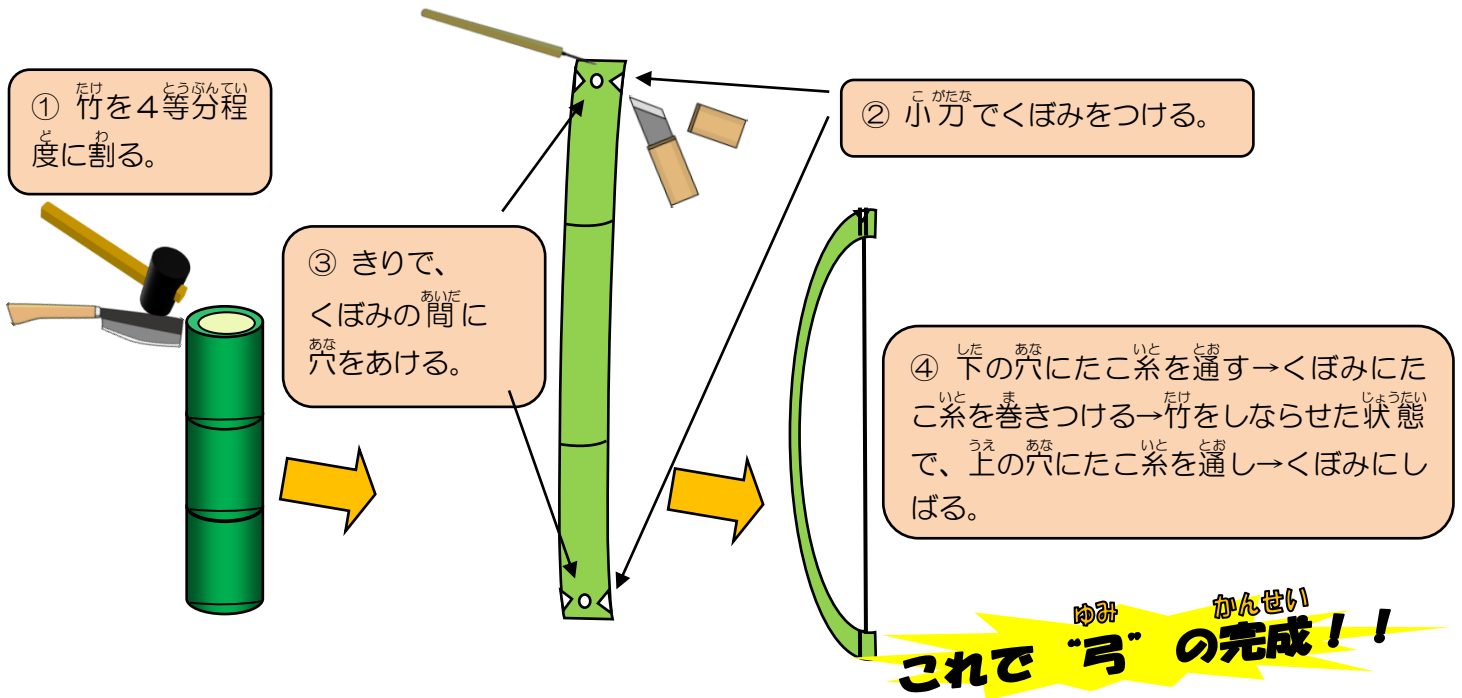 ① 竹を４等分程
度に割る。
② 小刀でくぼみをつける。
③ きりで、
くぼみの間に
穴をあける。
④ 下の穴にたこ糸を通す→くぼみにた
こ糸を巻きつける→竹をしならせた状態
で、上の穴にたこ糸を通し→くぼみにし
ばる。
これで“弓”の完成！！